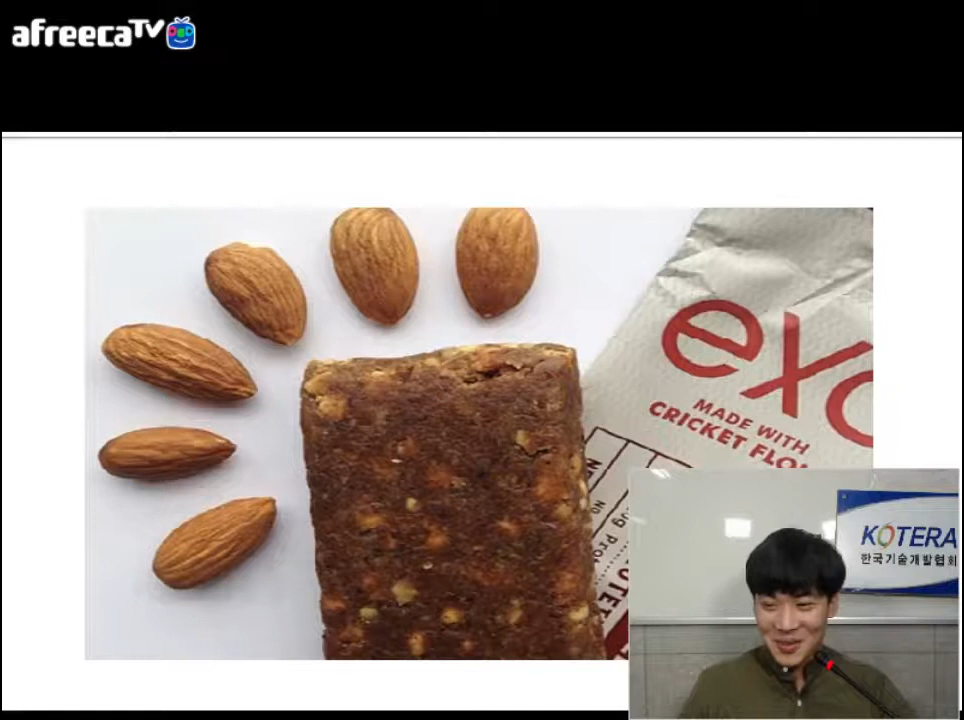 afreecaTV
exo
MADE WITH
CRICKET FLO
KOTERA
한국기술개발협회